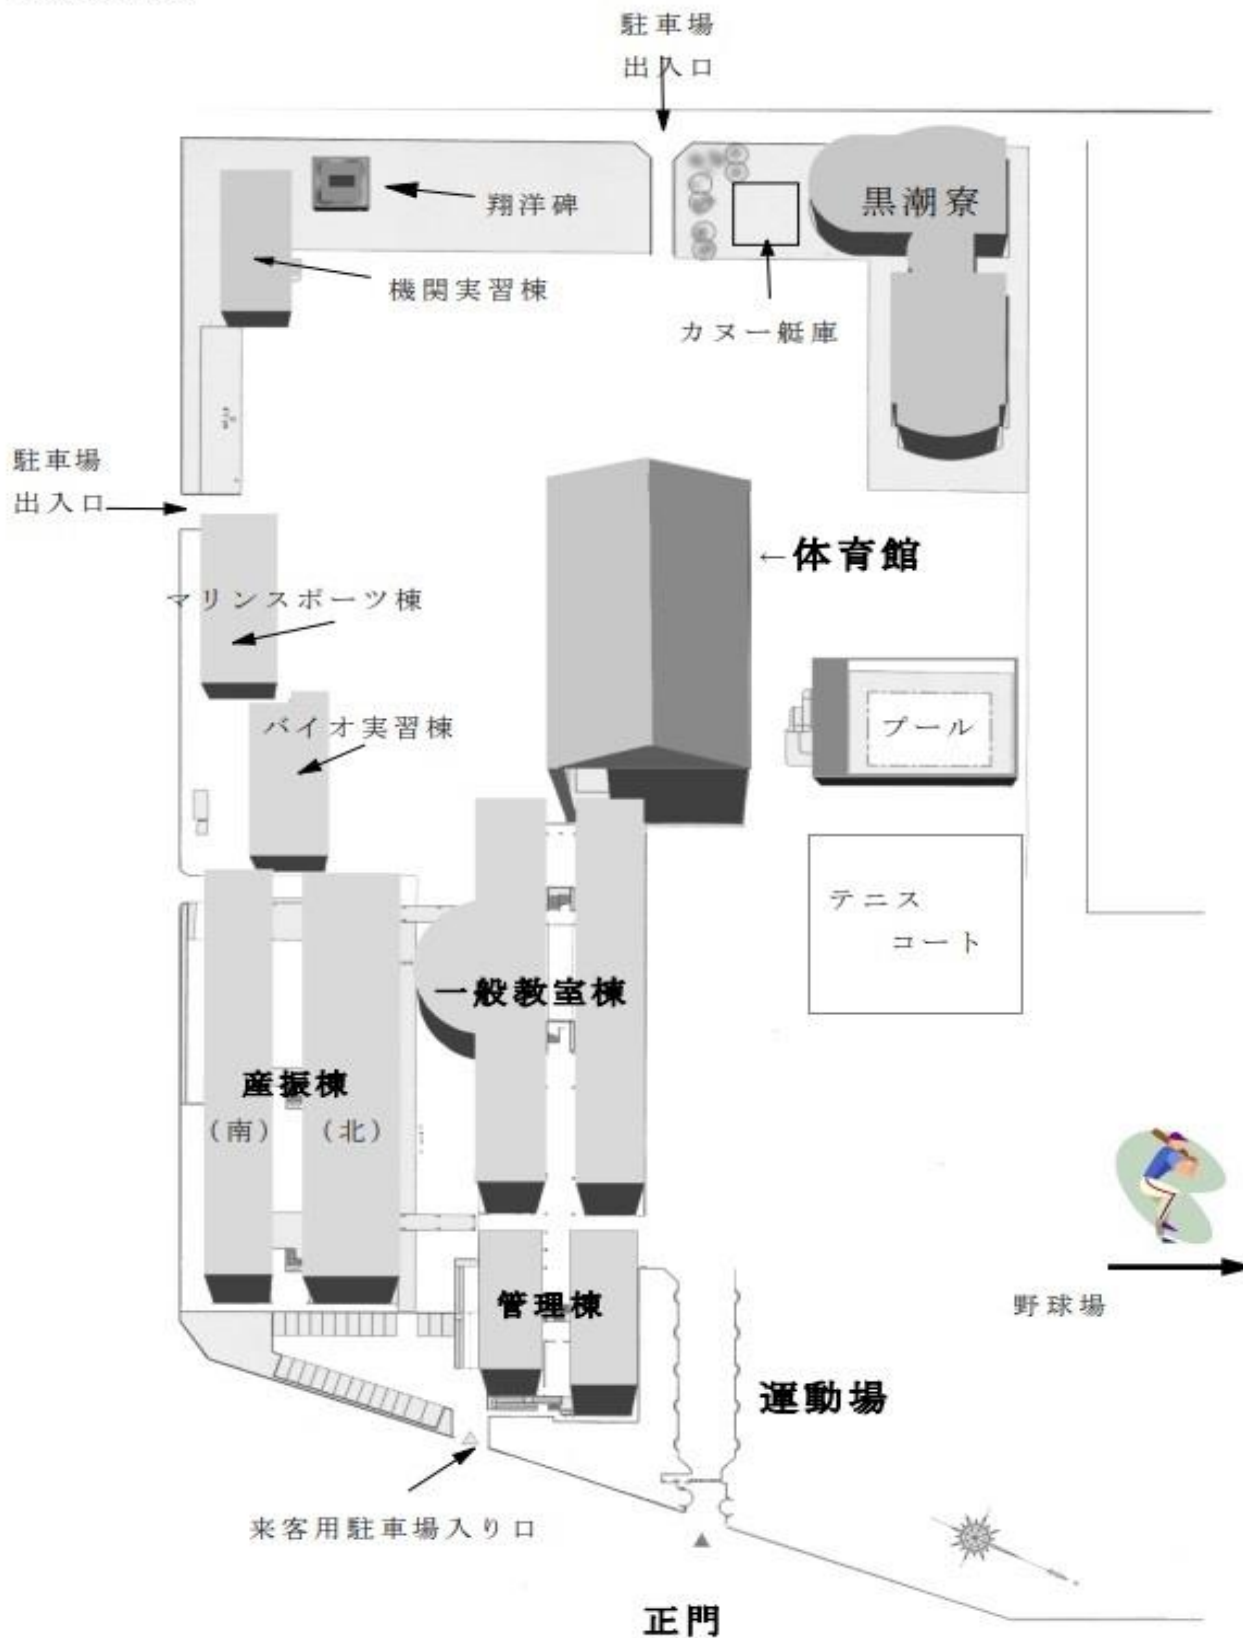 駐車場
出入口
翔洋碑
黒潮寮
機関実習棟
カヌー艇庫
駐車場
出入口
←体育館
マリンスポーツ棟
バイオ実習棟
プール
テニス
コート
一般教室棟
産振棟
(南) (北)
管理棟
野球場
運動場
来客用駐車場入り口
正門